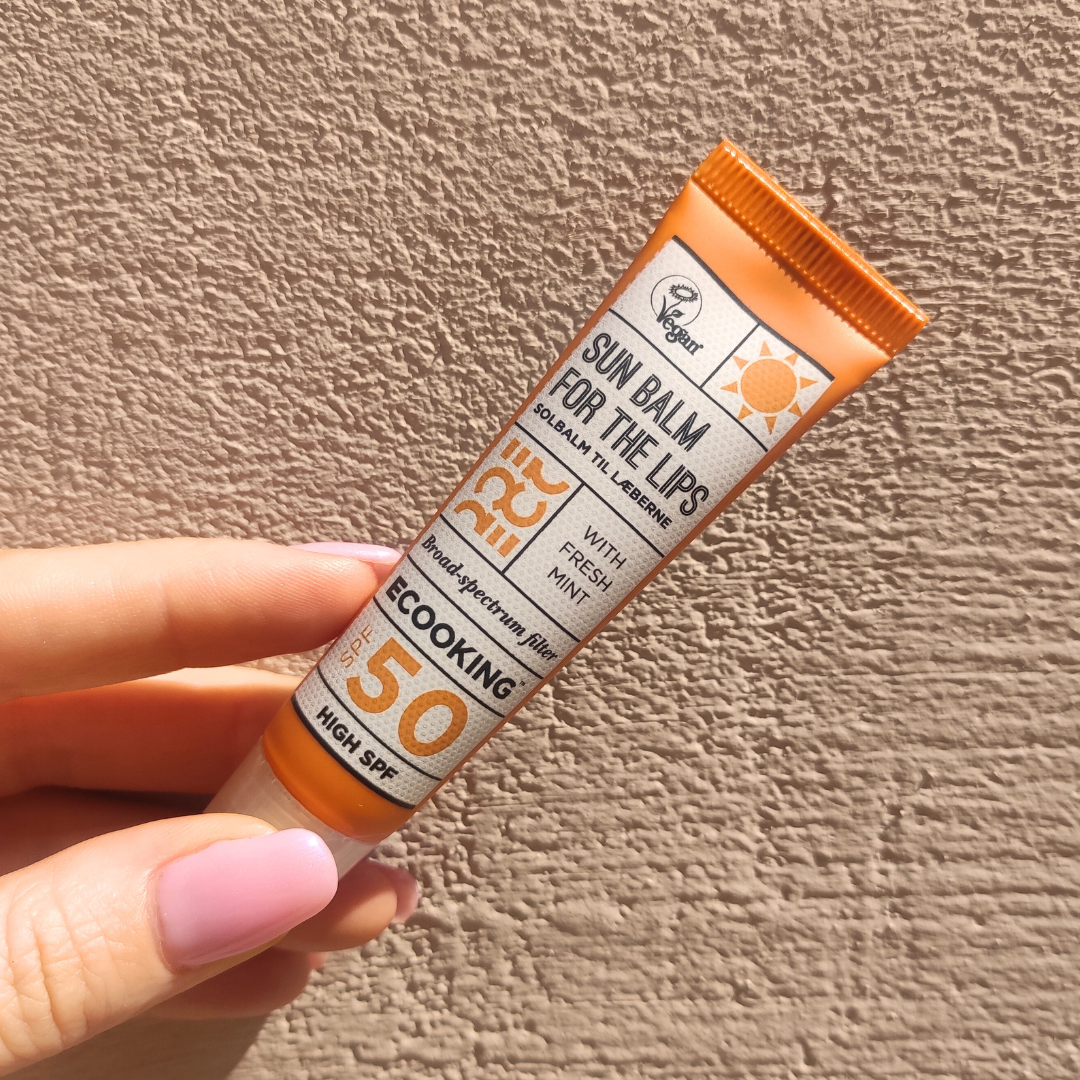 Vegan
SUN BALM
FOR THE LIPS
SOLBALM TIL LÆBERNE
WITH
FRESH
MINT
Broad-spectrum filter
ECOOKING™
SPF 50
HIGH SPF